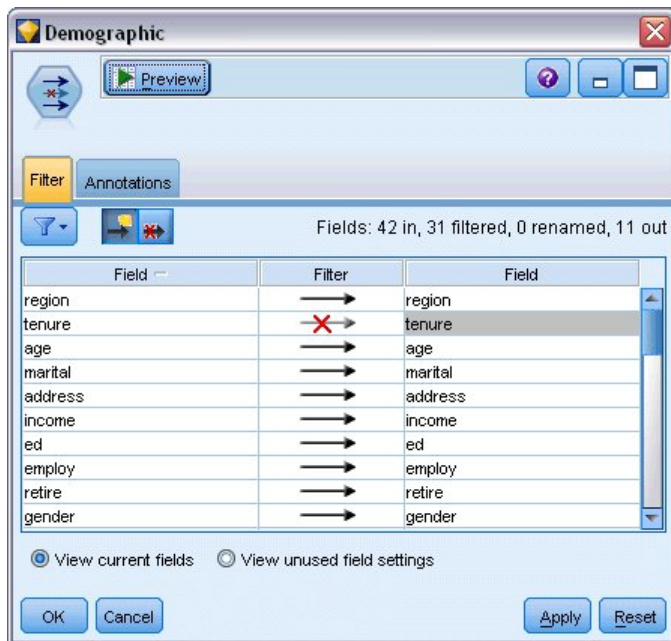 Demographic
Preview
?
Filter Annotations
Fields: 42 in, 31 filtered, 0 renamed, 11 out
Field Filter Field
region region
tenure tenure
age age
marital marital
address address
income income
ed ed
employ employ
retire retire
gender gender
View current fields View unused field settings
OK Cancel Apply Reset